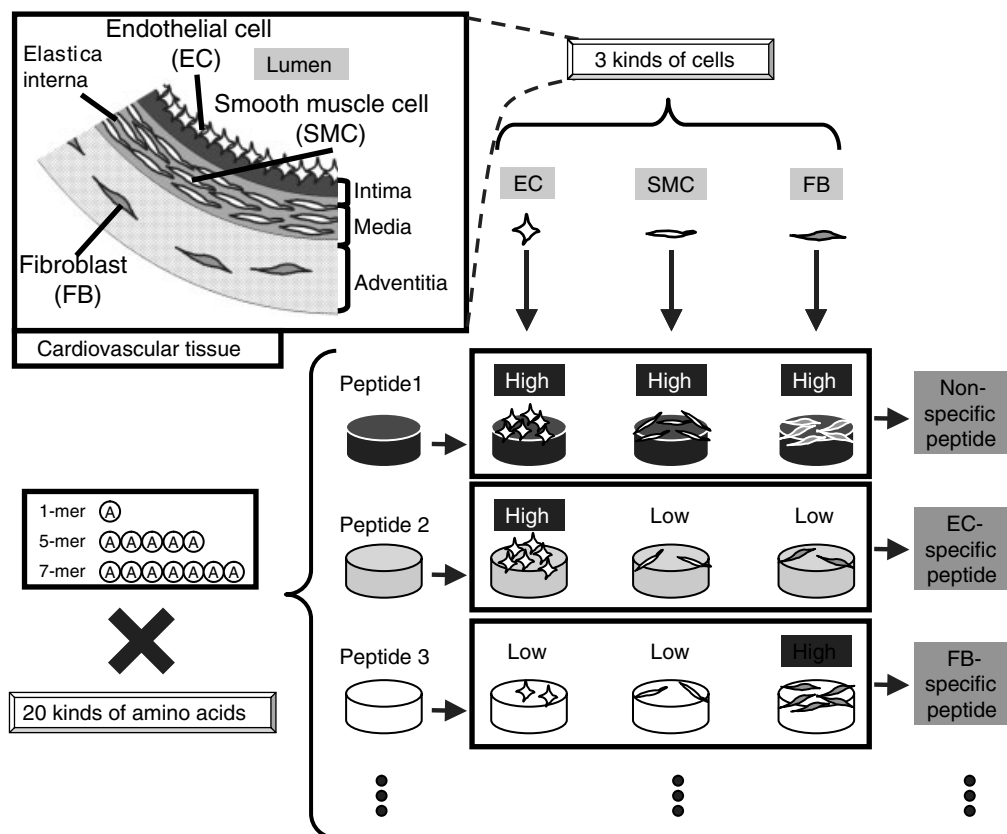 Endothelial cell
(EC)
Elastica
interna
Lumen
Smooth muscle cell
(SMC)
Intima
Media
Adventitia
Fibroblast
(FB)
Cardiovascular tissue
3 kinds of cells
EC
SMC
FB
Peptide1
High
High
High
Non-
specific
peptide
1-mer A
5-mer AAAAA
7-mer AAAAAAA
20 kinds of amino acids
Peptide 2
High
Low
Low
EC-
specific
peptide
Peptide 3
Low
Low
High
FB-
specific
peptide